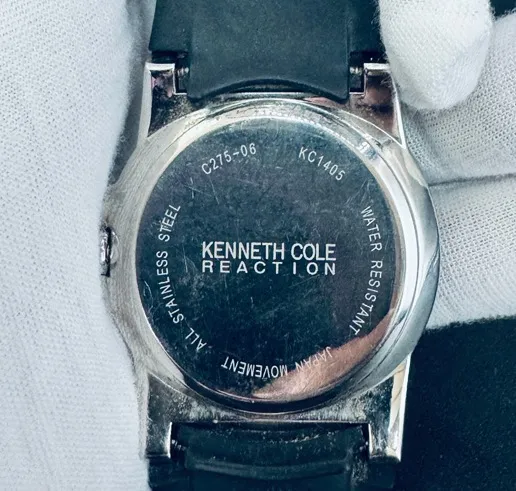 C275-06
KC1405
WATER RESISTANT
JAPAN MOVEMENT
ALL STAINLESS STEEL
KENNETH COLE
REACTION